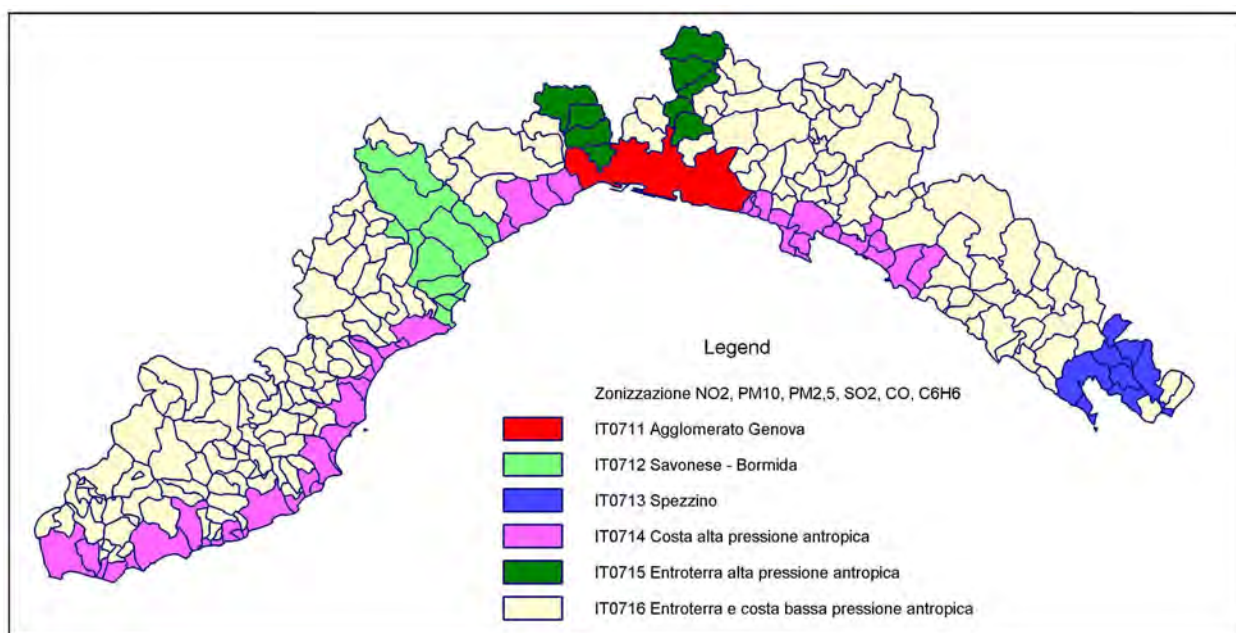 Legend
Zonizzazione NO2, PM10, PM2,5, SO2, CO, C6H6
IT0711 Agglomerato Genova
IT0712 Savonese - Bormida
IT0713 Spezzino
IT0714 Costa alta pressione antropica
IT0715 Entroterra alta pressione antropica
IT0716 Entroterra e costa bassa pressione antropica